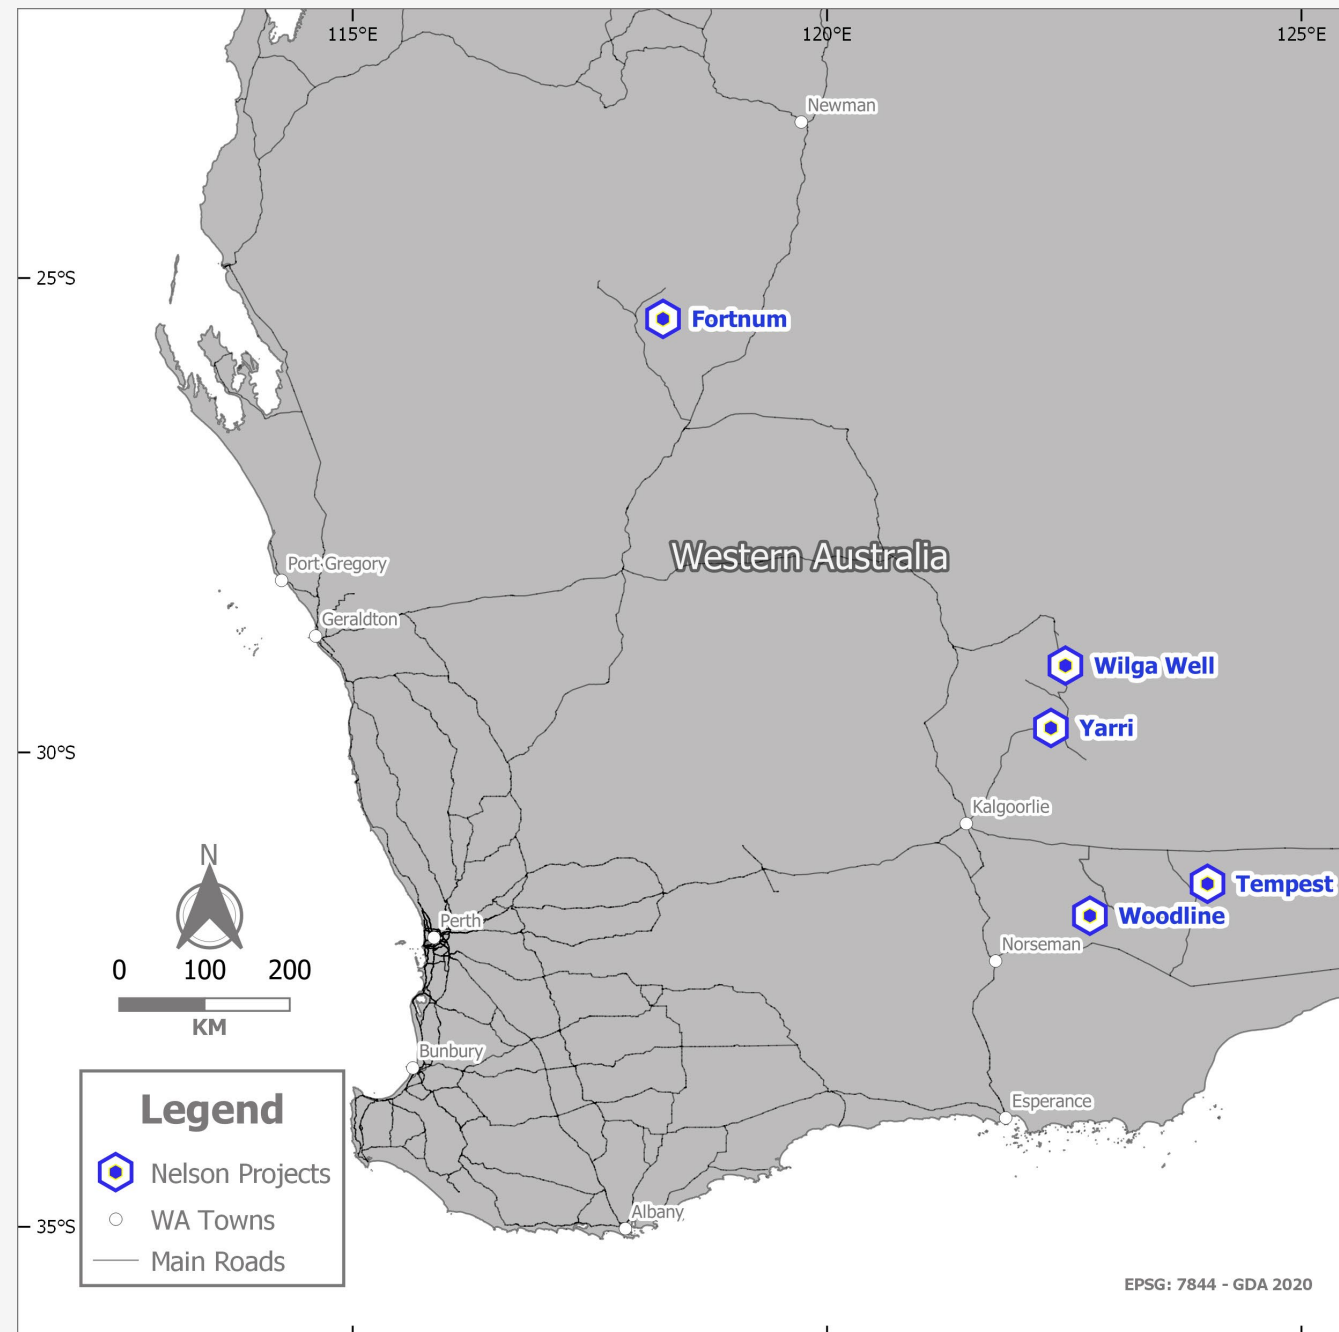 115°E
120°E
125°E
Newman
25°S
Fortnum
Western Australia
Port Gregory
Geraldton
Wilga Well
Yarri
30°S
Kalgoorlie
N
Tempest
Woodline
Perth
Norseman
0 100 200
KM
Bunbury
Esperance
Legend
Nelson Projects
WA Towns
Main Roads
Albany
35°S
EPSG: 7844 - GDA 2020